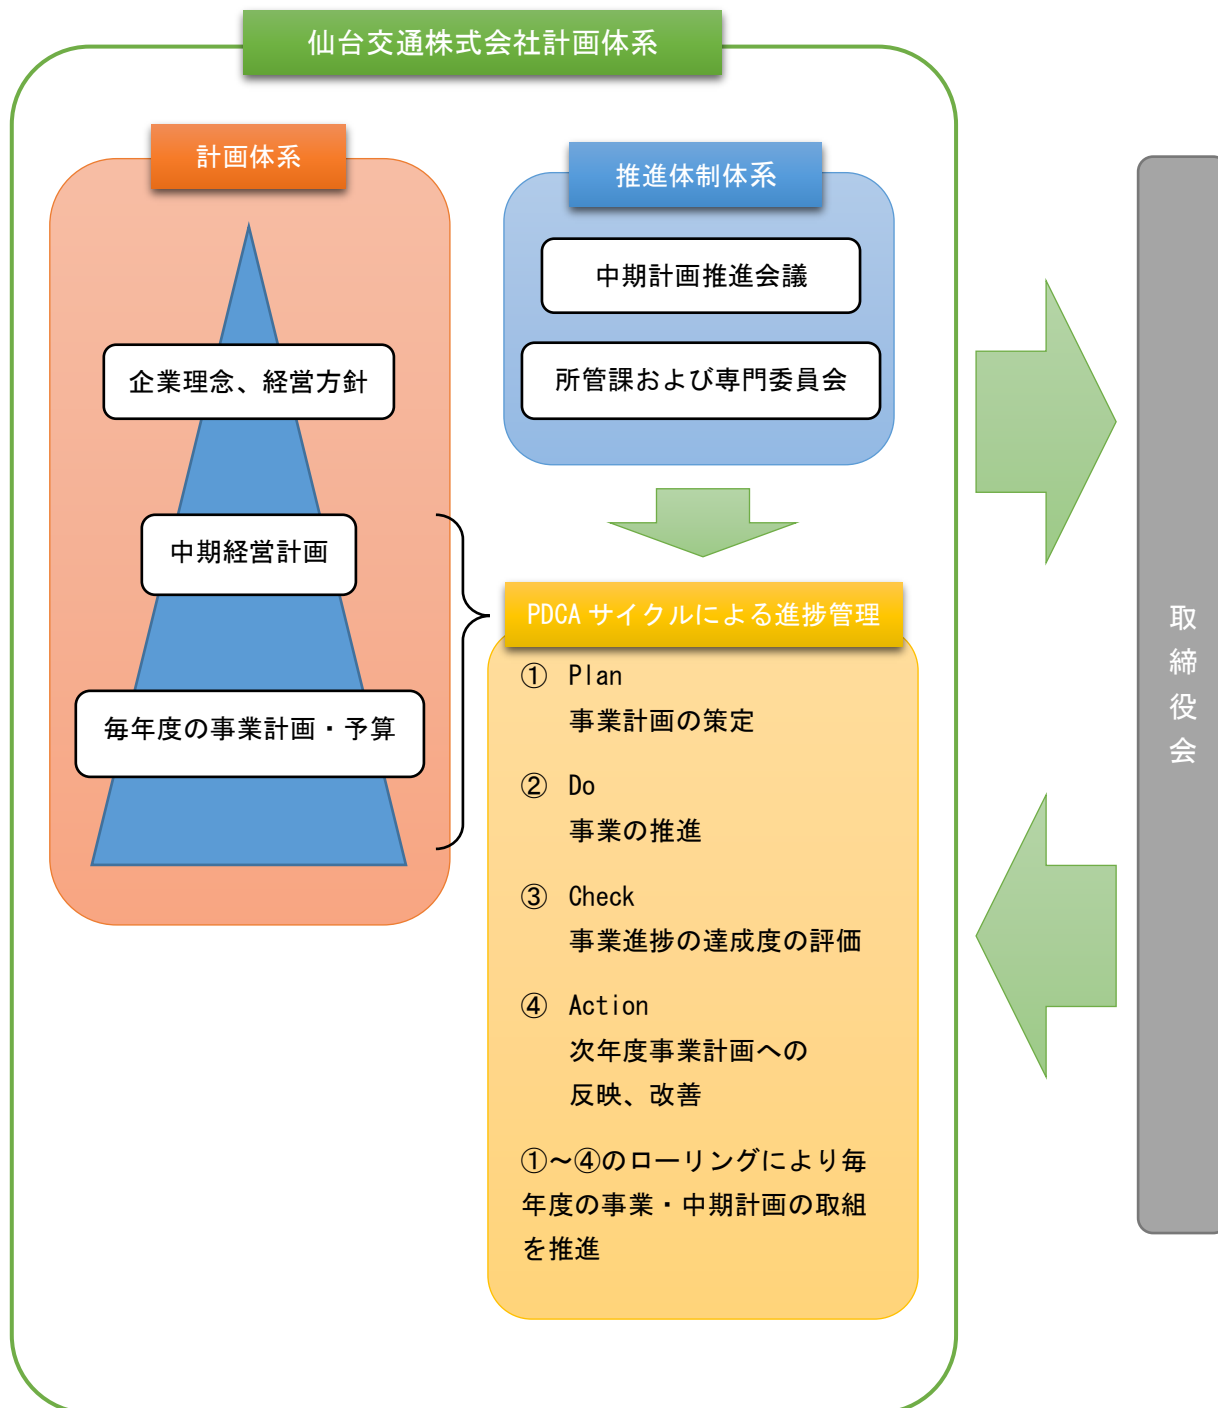 仙台交通株式会社計画体系
計画体系
企業理念、経営方針
中期経営計画
毎年度の事業計画・予算
推進体制体系
中期計画推進会議
所管課および専門委員会
PDCA サイクルによる進捗管理
① Plan
事業計画の策定
② Do
事業の推進
③ Check
事業進捗の達成度の評価
④ Action
次年度事業計画への
反映、改善
①～④のローリングにより毎
年度の事業・中期計画の取組
を推進
取締役会